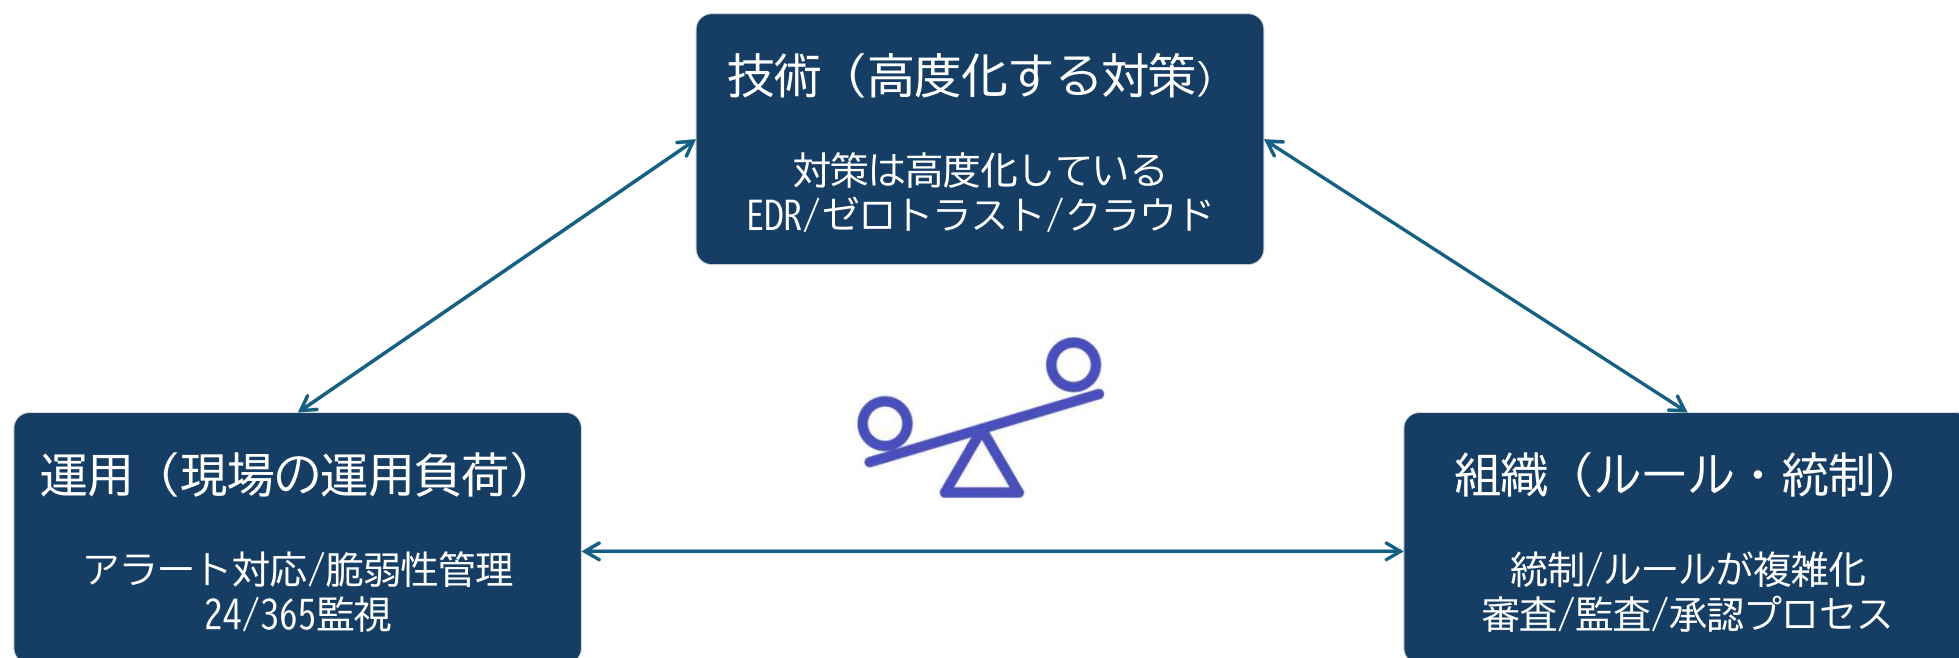 技術（高度化する対策）
対策は高度化している
EDR/ゼロトラスト/クラウド
運用（現場の運用負荷）
アラート対応/脆弱性管理
24/365監視
組織（ルール・統制）
統制/ルールが複雑化
審査/監査/承認プロセス